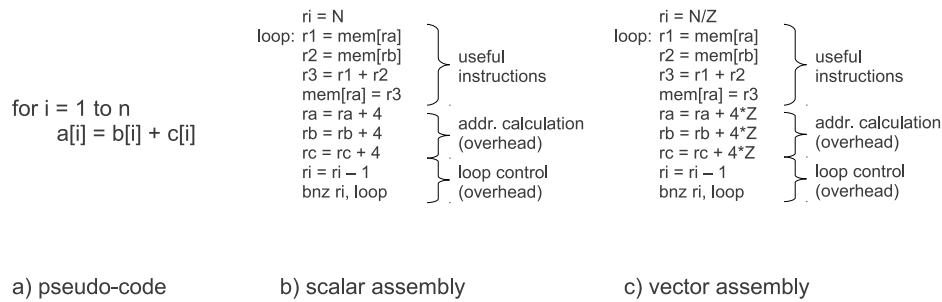 for i = 1 to n
a[i] = b[i] + c[i]
a) pseudo-code
ri = N
loop: r1 = mem[ra]
r2 = mem[rb]
r3 = r1 + r2
mem[ra] = r3
ra = ra + 4
rb = rb + 4
rc = rc + 4
ri = ri – 1
bnz ri, loop
useful
instructions
addr. calculation
(overhead)
loop control
(overhead)
b) scalar assembly
ri = N/Z
loop: r1 = mem[ra]
r2 = mem[rb]
r3 = r1 + r2
mem[ra] = r3
ra = ra + 4*Z
rb = rb + 4*Z
rc = rc + 4*Z
ri = ri – 1
bnz ri, loop
useful
instructions
addr. calculation
(overhead)
loop control
(overhead)
c) vector assembly